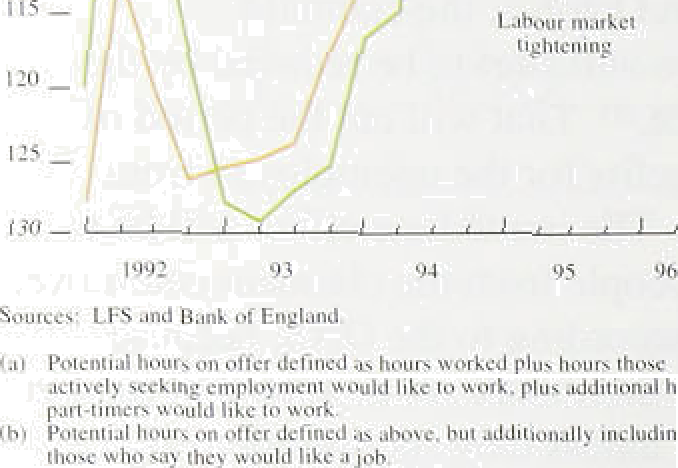 115
Labour market
tightening
120
125
130
1992 93 94 95 96
Sources: LFS and Bank of England.
(a) Potential hours on offer defined as hours worked plus hours those
actively seeking employment would like to work, plus additional h
part-timers would like to work.
(b) Potential hours on offer defined as above, but additionally includin
those who say they would like a job.